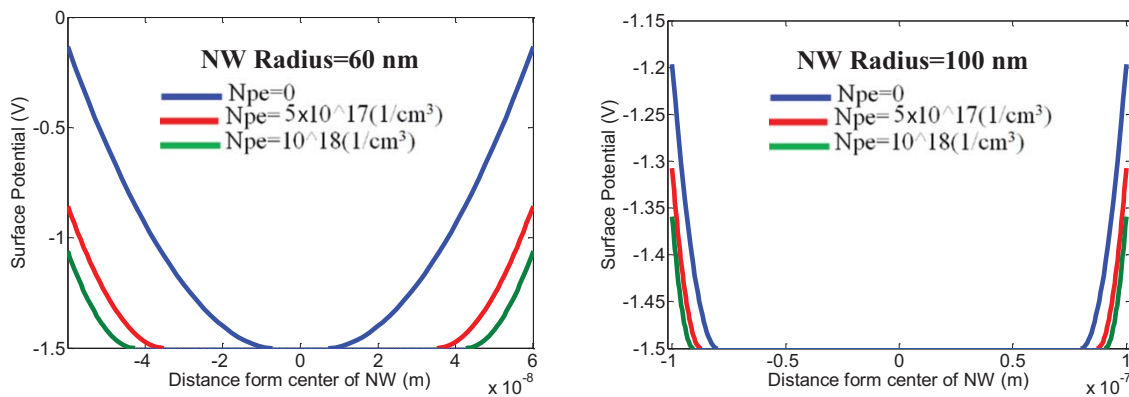 0
-0.5
-1
-1.5
Surface Potential (V)
NW Radius=60 nm
Npe=0
Npe=5x10^17(1/cm³)
Npe=10^18(1/cm³)
-4 -2 0 2 4 6
Distance form center of NW (m)
x 10⁻⁸
-1.15
-1.2
-1.25
-1.3
-1.35
-1.4
-1.45
-1.5
Surface Potential (V)
NW Radius=100 nm
Npe=0
Npe=5x10^17(1/cm³)
Npe=10^18(1/cm³)
-1 -0.5 0 0.5 1
Distance form center of NW (m)
x 10⁻⁷